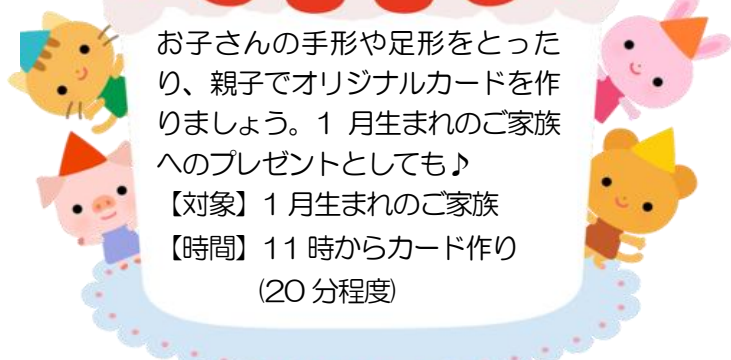 お子さんの手形や足形をとった
り、親子でオリジナルカードを作
りましょう。1 月生まれのご家族
へのプレゼントとしても♪
【対象】1 月生まれのご家族
【時間】11 時からカード作り
(20 分程度)